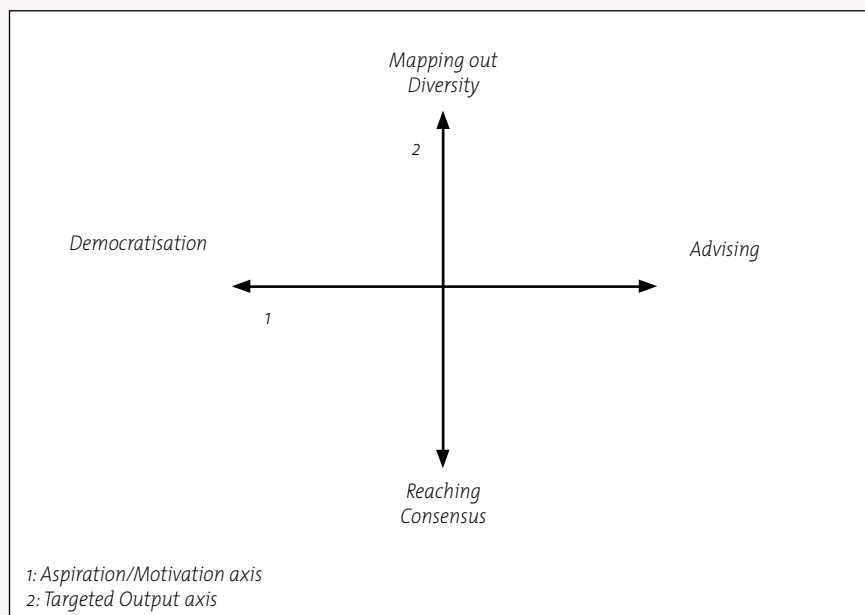 Mapping out
Diversity
2
Democratisation
Advising
1
Reaching
Consensus
1: Aspiration/Motivation axis
2: Targeted Output axis